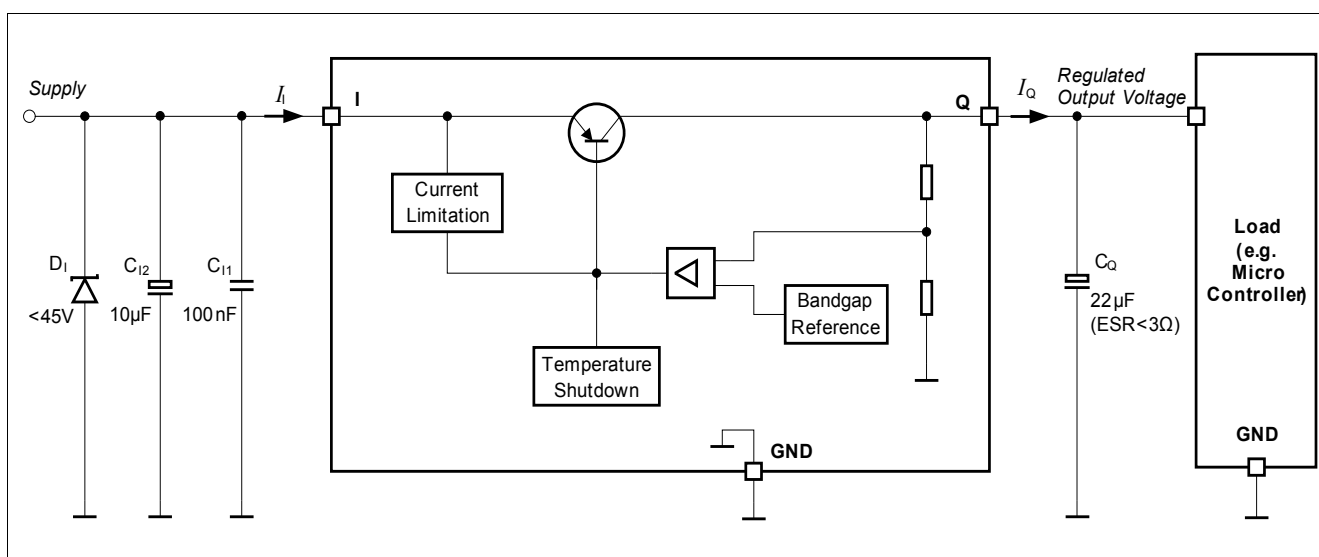 Supply
I_I
I
Q
I_Q
Regulated
Output Voltage
Current
Limitation
Load
(e.g.
Micro
Controller)
D_I
<45V
C_I2
10µF
C_I1
100nF
Bandgap
Reference
C_Q
22µF
(ESR<3Ω)
Temperature
Shutdown
GND
GND